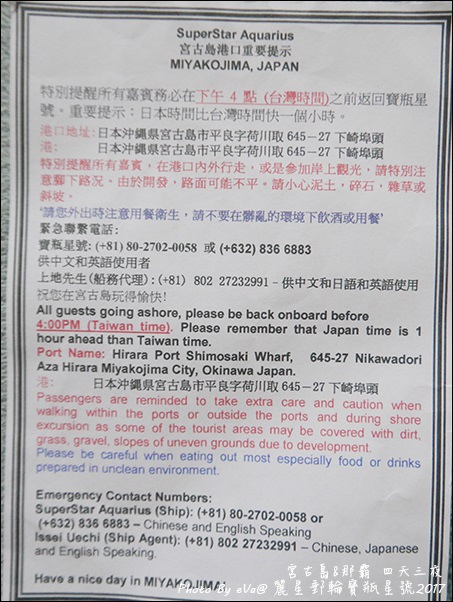 SuperStar Aquarius
宮古島港口重要提示
MIYAKOJIMA, JAPAN
特別提醒所有嘉賓務必在下午 4 點 (台灣時間)之前返回寶瓶星
號。重要提示：日本時間比台灣時間快一個小時。
港口地址: 日本沖縄県宮古島市平良字荷川取 645－27 下崎埠頭
港: 日本沖縄県宮古島市平良字荷川取 645－27 下崎埠頭
特別提醒所有嘉賓，在港口內外行走，或是參加岸上觀光，請特別注
意腳下路況。由於開發，路面可能不平。請小心泥土，碎石，雜草或
斜坡。
‘請您外出時注意用餐衛生，請不要在髒亂的環境下飲酒或用餐’
緊急聯繫電話:
寶瓶星號: (+81) 80-2702-0058 或 (+632) 836 6883
供中文和英語使用者
上地先生(船務代理)：(+81) 802 27232991 – 供中文和日語和英語使用
祝您在宮古島玩得愉快!
All guests going ashore, please be back onboard before
4:00PM (Taiwan time). Please remember that Japan time is 1
hour ahead than Taiwan time.
Port Name: Hirara Port Shimosaki Wharf, 645-27 Nikawadori
Aza Hirara Miyakojima City, Okinawa Japan.
港: 日本沖縄県宮古島市平良字荷川取 645－27 下崎埠頭
Passengers are reminded to take extra care and caution when
walking within the ports or outside the ports and during shore
excursion as some of the tourist areas may be covered with dirt,
grass, gravel, slopes of uneven grounds due to development.
Please be careful when eating out most especially food or drinks
prepared in unclean environment.
Emergency Contact Numbers:
SuperStar Aquarius (Ship): (+81) 80-2702-0058 or
(+632) 836 6883 – Chinese and English Speaking
Issei Uechi (Ship Agent): (+81) 802 27232991 – Chinese, Japanese
and English Speaking.
Have a nice day in MIYAKOJIMA!
宮古島&那霸 四天三夜
Photo by eVa@ 麗星郵輪寶瓶星號2017